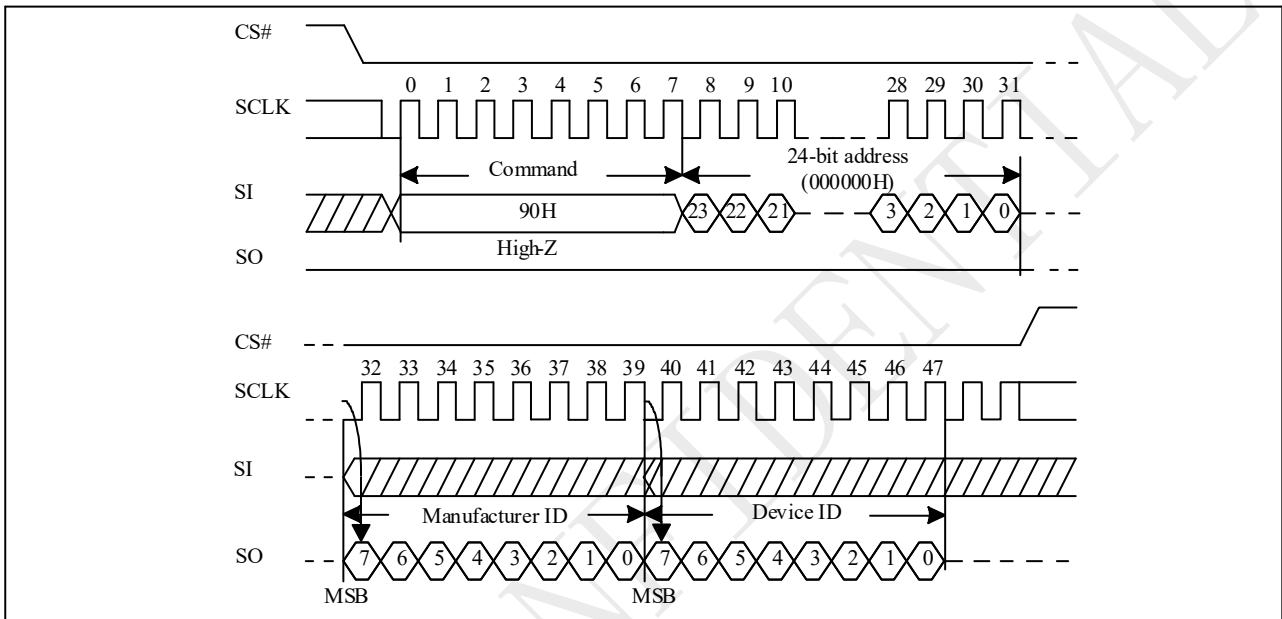 CS#
0 1 2 3 4 5 6 7 8 9 10 28 29 30 31
SCLK
Command
24-bit address
(000000H)
SI
90H
23 22 21 3 2 1 0
High-Z
SO
CS#
32 33 34 35 36 37 38 39 40 41 42 43 44 45 46 47
SCLK
SI
Manufacturer ID
Device ID
SO
7 6 5 4 3 2 1 0 7 6 5 4 3 2 1 0
MSB MSB
NFIDENTIAL